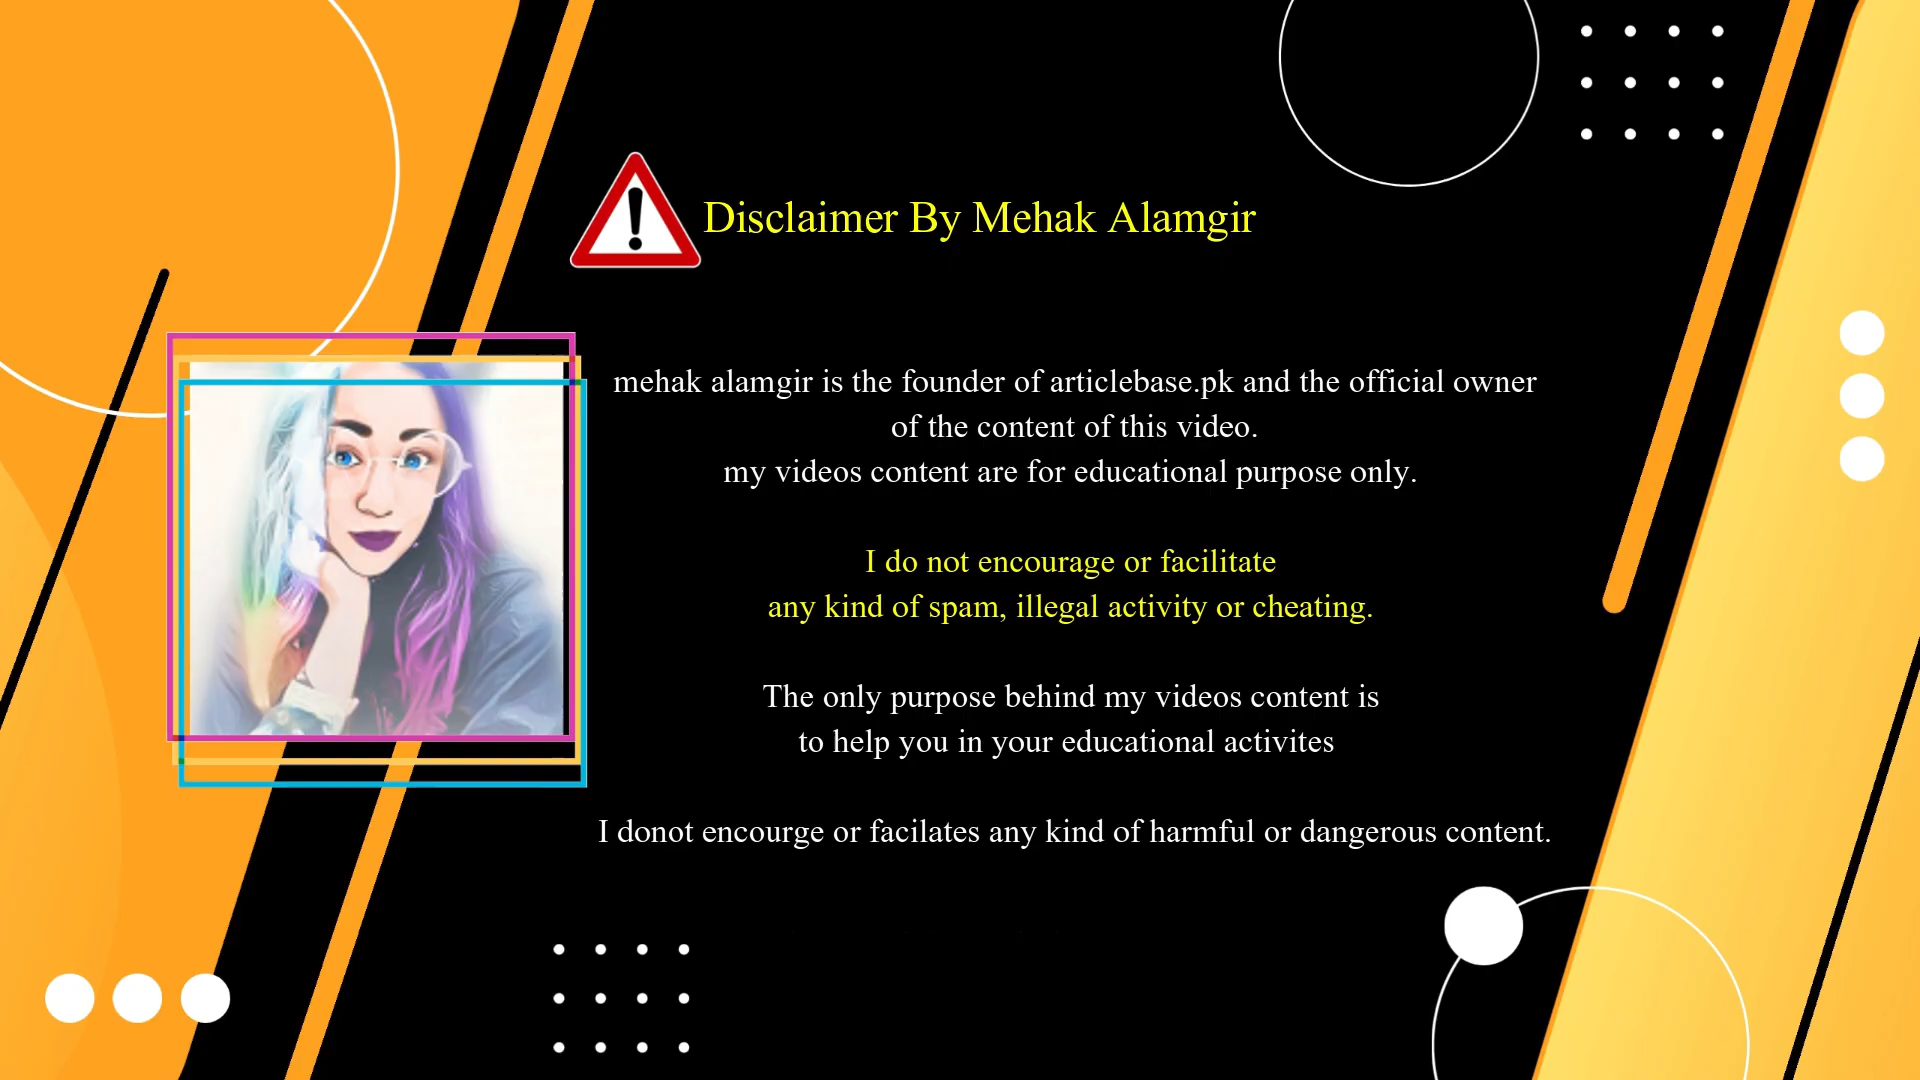 Disclaimer By Mehak Alamgir
mehak alamgir is the founder of articlebase.pk and the official owner
of the content of this video.
my videos content are for educational purpose only.
I do not encourage or facilitate
any kind of spam, illegal activity or cheating.
The only purpose behind my videos content is
to help you in your educational activites
I donot encourge or facilates any kind of harmful or dangerous content.